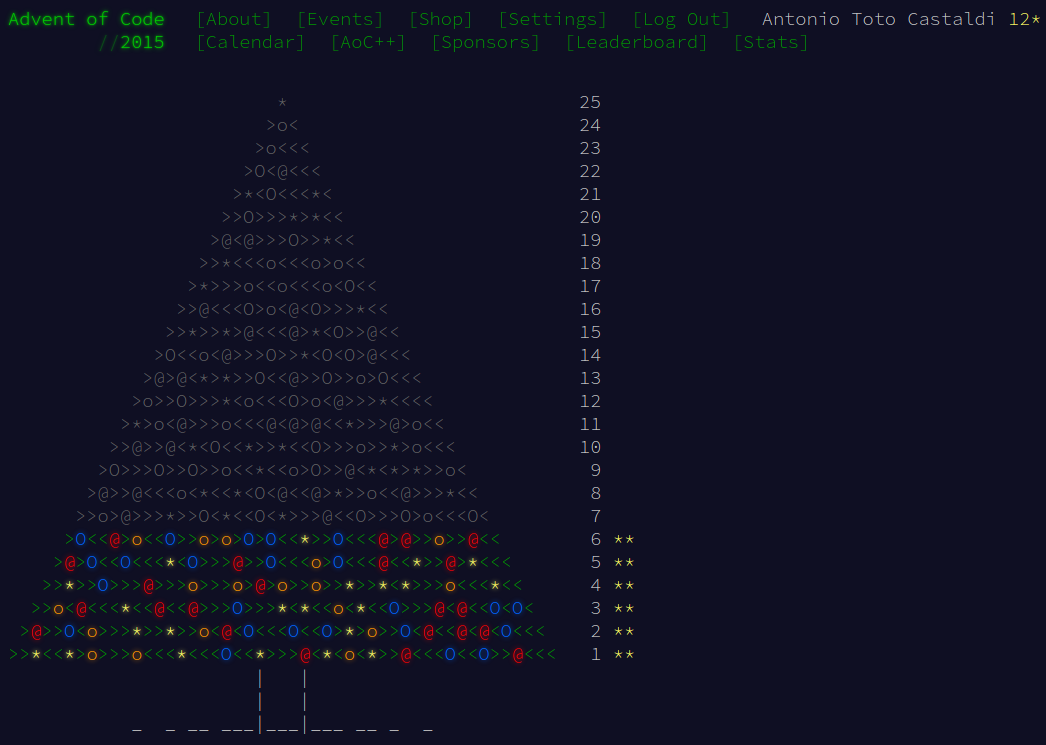 Advent of Code [About] [Events] [Shop] [Settings] [Log Out] Antonio Toto Castaldi 12*
//2015 [Calendar] [AoC++] [Sponsors] [Leaderboard] [Stats]
* 25
>o< 24
>o<<< 23
>O<@<<< 22
>*<O<<<*< 21
>>O>>>*>*<< 20
>@<@>>>O>>*<< 19
>>*<<<o<<<o>o<< 18
>*>>>o<<o<<<o<O<< 17
>>@<<<O>o<@<O>>>*<< 16
>>*>>*>@<<<@>*<O>>@<< 15
>O<<o<@>>>O>>*<O<O>@<<< 14
>@>@<*>*>>O<<@>>O>>o>O<<< 13
>o>>O>>>*<o<<<O>o<@>>>*<<<< 12
>*>o<@>>>o<<<@<@>@<<*>>>@>o<< 11
>>@>>@<*<O<<*>>*<<O>>>o>>*>>o<<< 10
>O>>>O>>O>>o<<*<<o>O>>@<*<*>*>>o< 9
>@>>@<<<o<*<<*<O<@<<@>*>>o<<@>>>*<< 8
>>o>@>>>*>>O<*<<O<*>>>@<<O>>>O>o<<<O< 7
>O<<@>o<<O>>o>o>O>O<<*>>o<<<@>@>>o>>@<< 6 **
>@>O<<O<<<*<O>>>@>>O<<<o>O<<<@<<*>>@>*<<< 5 **
>>*>>O>>>@>>>o>>>o>@>o>>o>>*>>*<*>>>o<<<*<< 4 **
>>o<@<<<*<<@<<@>>>O>>>*<*<<o<*<<O>>>@<@<<O<O< 3 **
>@>>O<o>>>*>>*>>o<@<O<<<O<<O<*>o>>O<@<<@<@<O<<< 2 **
>>*<<*>o>>>o<<<*<<<O<<*>>>@<*<o<*>>@<<<O<<O>>@<<< 1 **
| |
| |
_ _ __ ___|___|___ __ _ _